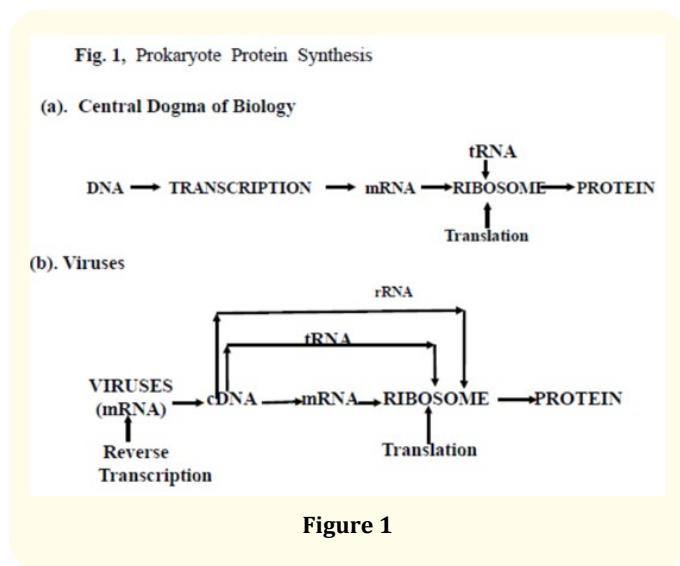 Fig. 1, Prokaryote Protein Synthesis
(a). Central Dogma of Biology
tRNA
DNA TRANSCRIPTION mRNA RIBOSOME PROTEIN
Translation
(b). Viruses
rRNA
tRNA
VIRUSES
(mRNA) cDNA mRNA RIBOSOME PROTEIN
Reverse
Transcription
Translation
Figure 1